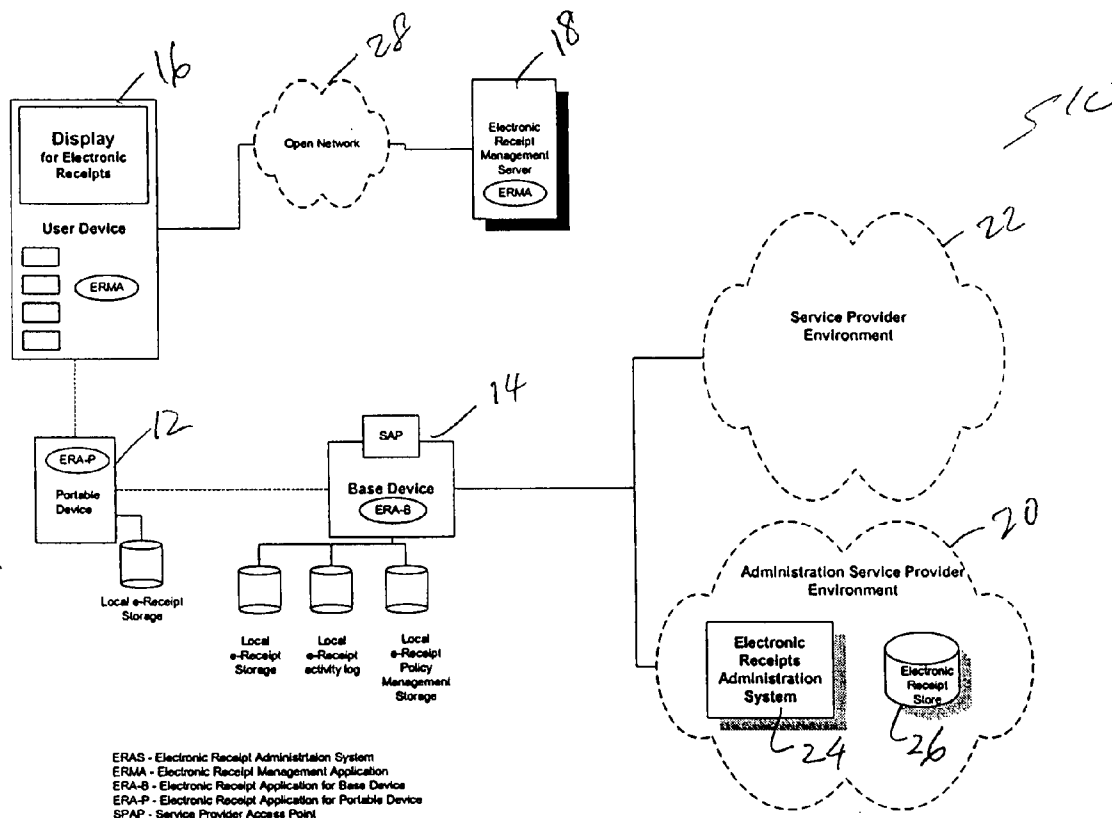 16
28
18
Display
for Electronic
Receipts
User Device
ERMA
Open Network
Electronic
Receipt
Management
Server
ERMA
22
Service Provider
Environment
12
ERA-P
Portable
Device
Local e-Receipt
Storage
14
SAP
Base Device
ERA-B
Local
e-Receipt
Storage
Local
e-Receipt
activity log
Local
e-Receipt
Policy
Management
Storage
20
Administration Service Provider
Environment
Electronic
Receipts
Administration
System
24
Electronic
Receipt
Store
26
ERAS - Electronic Receipt Administrtaion System
ERMA - Electronic Receipt Management Application
ERA-B - Electronic Receipt Application for Base Device
ERA-P - Electronic Receipt Application for Portable Device
SPAP - Service Provider Access Point